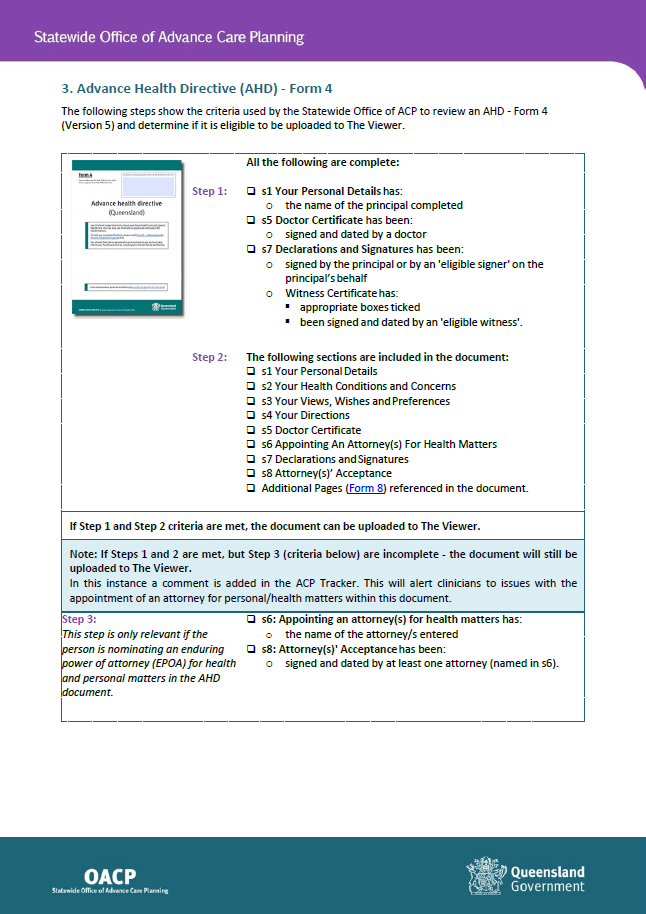 Statewide Office of Advance Care Planning
3. Advance Health Directive (AHD) - Form 4
The following steps show the criteria used by the Statewide Office of ACP to review an AHD - Form 4
(Version 5) and determine if it is eligible to be uploaded to The Viewer.
Form 4
Advance health directive
(Queensland)
Queensland
Government
All the following are complete:
Step 1:
❑ s1 Your Personal Details has:
o the name of the principal completed
❑ s5 Doctor Certificate has been:
o signed and dated by a doctor
❑ s7 Declarations and Signatures has been:
o signed by the principal or by an 'eligible signer' on the
principal’s behalf
o Witness Certificate has:
▪ appropriate boxes ticked
▪ been signed and dated by an 'eligible witness'.
Step 2:
The following sections are included in the document:
❑ s1 Your Personal Details
❑ s2 Your Health Conditions and Concerns
❑ s3 Your Views, Wishes and Preferences
❑ s4 Your Directions
❑ s5 Doctor Certificate
❑ s6 Appointing An Attorney(s) For Health Matters
❑ s7 Declarations and Signatures
❑ s8 Attorney(s)’ Acceptance
❑ Additional Pages (Form 8) referenced in the document.
If Step 1 and Step 2 criteria are met, the document can be uploaded to The Viewer.
Note: If Steps 1 and 2 are met, but Step 3 (criteria below) are incomplete - the document will still be
uploaded to The Viewer.
In this instance a comment is added in the ACP Tracker. This will alert clinicians to issues with the
appointment of an attorney for personal/health matters within this document.
Step 3:
This step is only relevant if the
person is nominating an enduring
power of attorney (EPOA) for health
and personal matters in the AHD
document.
❑ s6: Appointing an attorney(s) for health matters has:
o the name of the attorney/s entered
❑ s8: Attorney(s)' Acceptance has been:
o signed and dated by at least one attorney (named in s6).
OACP
Statewide Office of Advance Care Planning
Queensland
Government